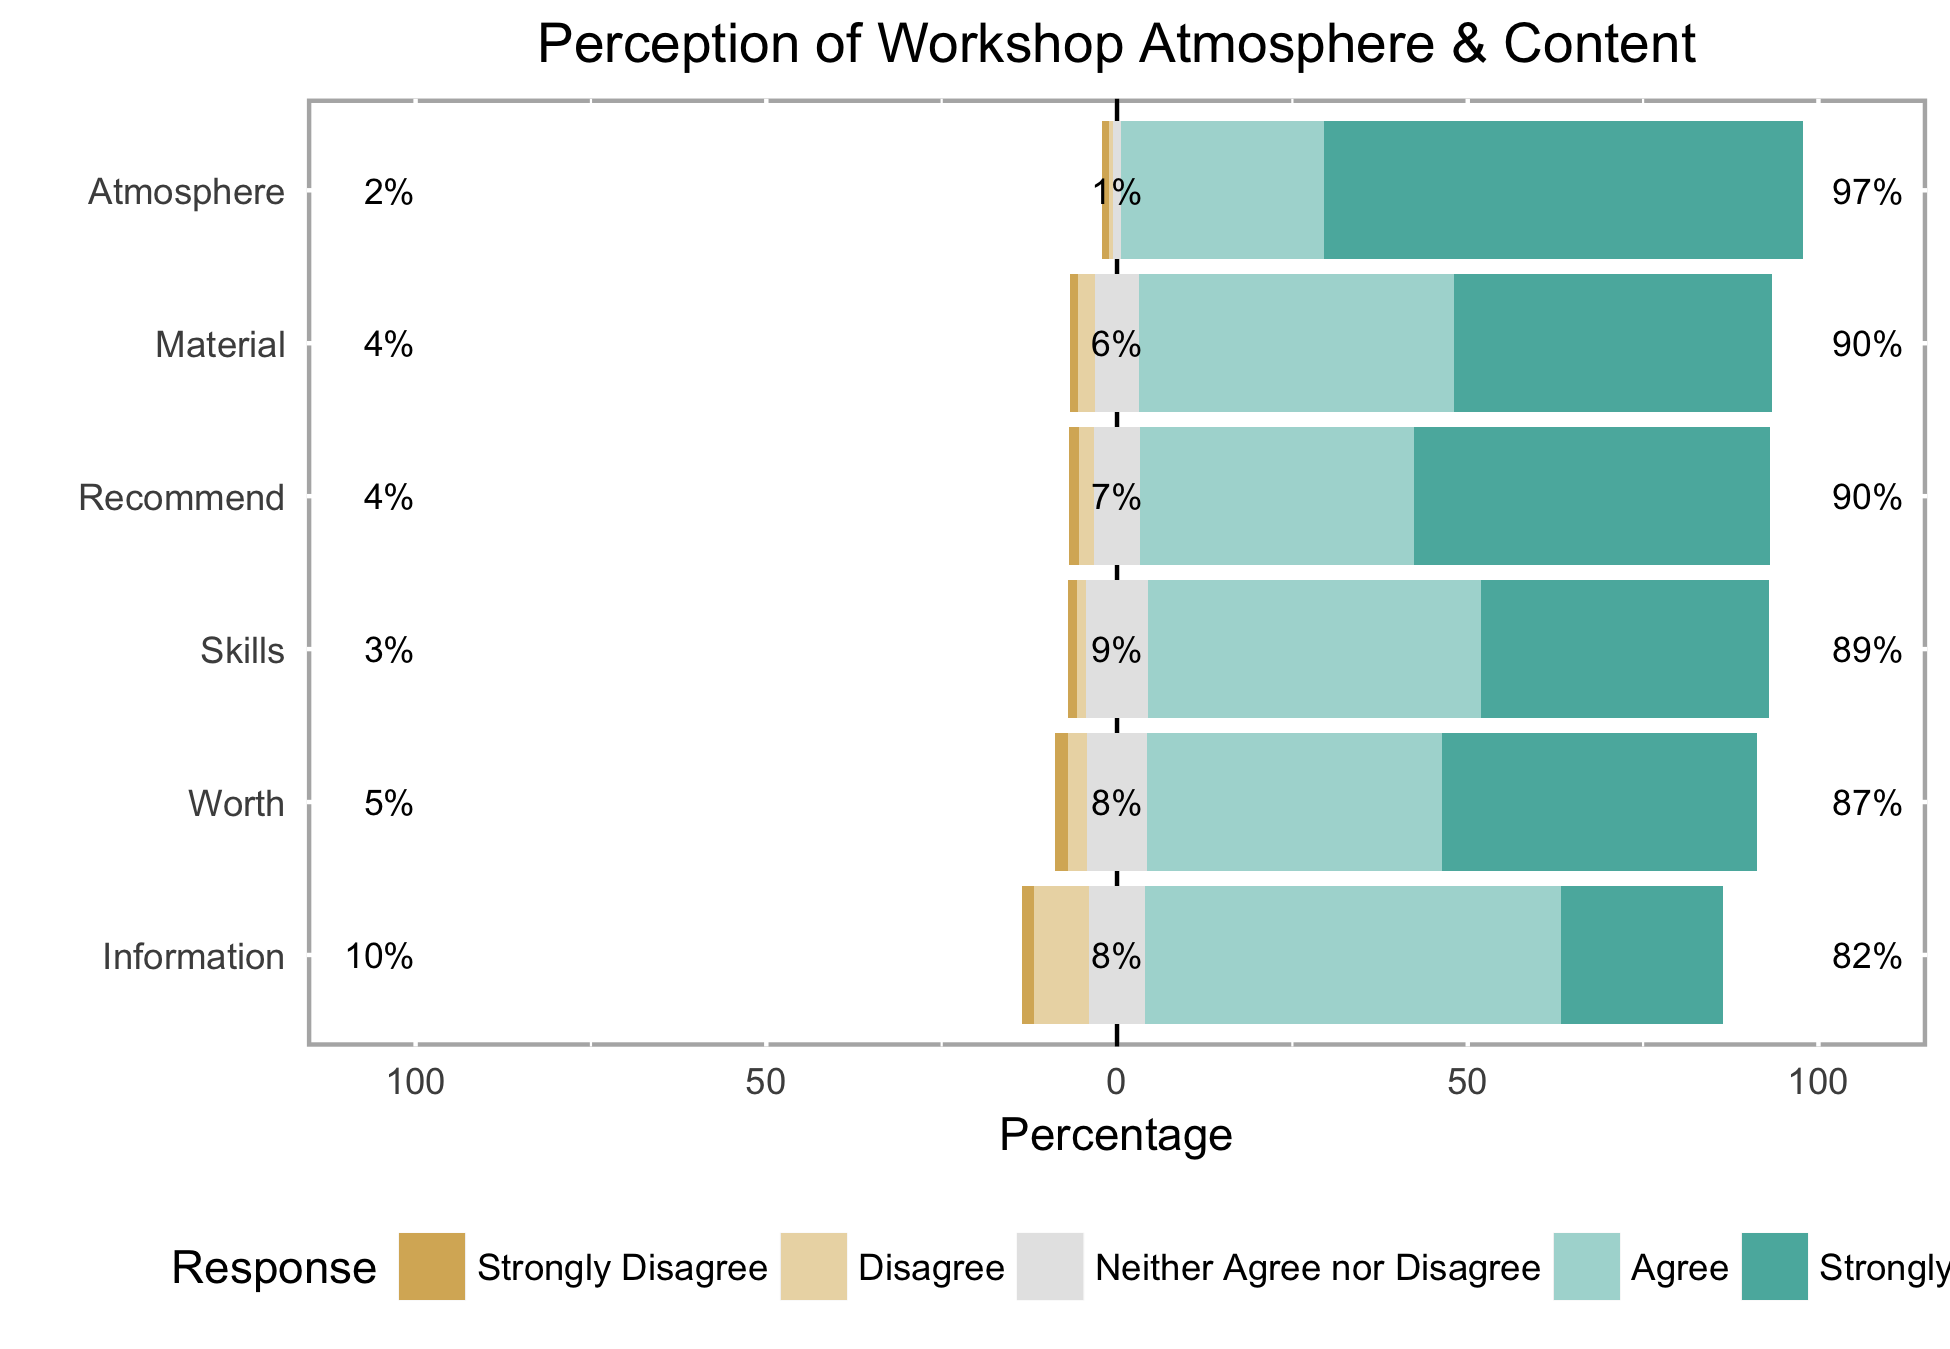 Perception of Workshop Atmosphere & Content
Atmosphere 2% 1% 97%
Material 4% 6% 90%
Recommend 4% 7% 90%
Skills 3% 9% 89%
Worth 5% 8% 87%
Information 10% 8% 82%
100 50 0 50 100
Percentage
Response Strongly Disagree Disagree Neither Agree nor Disagree Agree Strongly